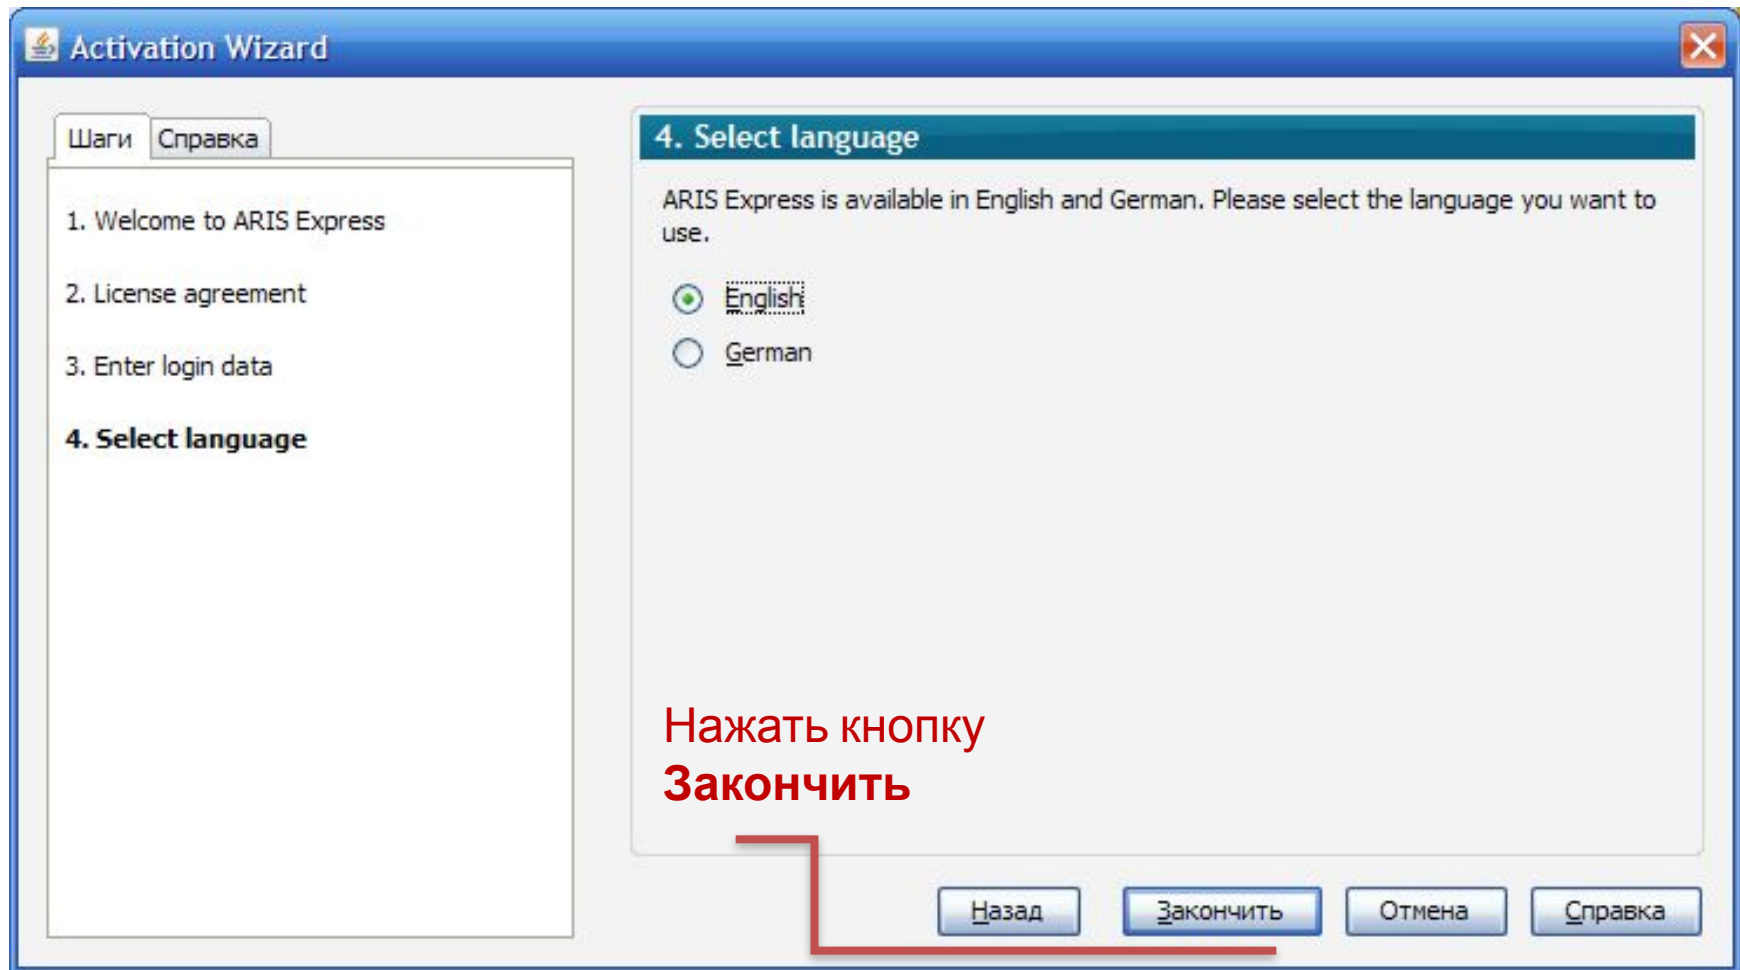 Activation Wizard
Шаги
Справка
1. Welcome to ARIS Express
2. License agreement
3. Enter login data
4. Select language
4. Select language
ARIS Express is available in English and German. Please select the language you want to
use.
English
German
Нажать кнопку
Закончить
Назад
Закончить
Отмена
Справка